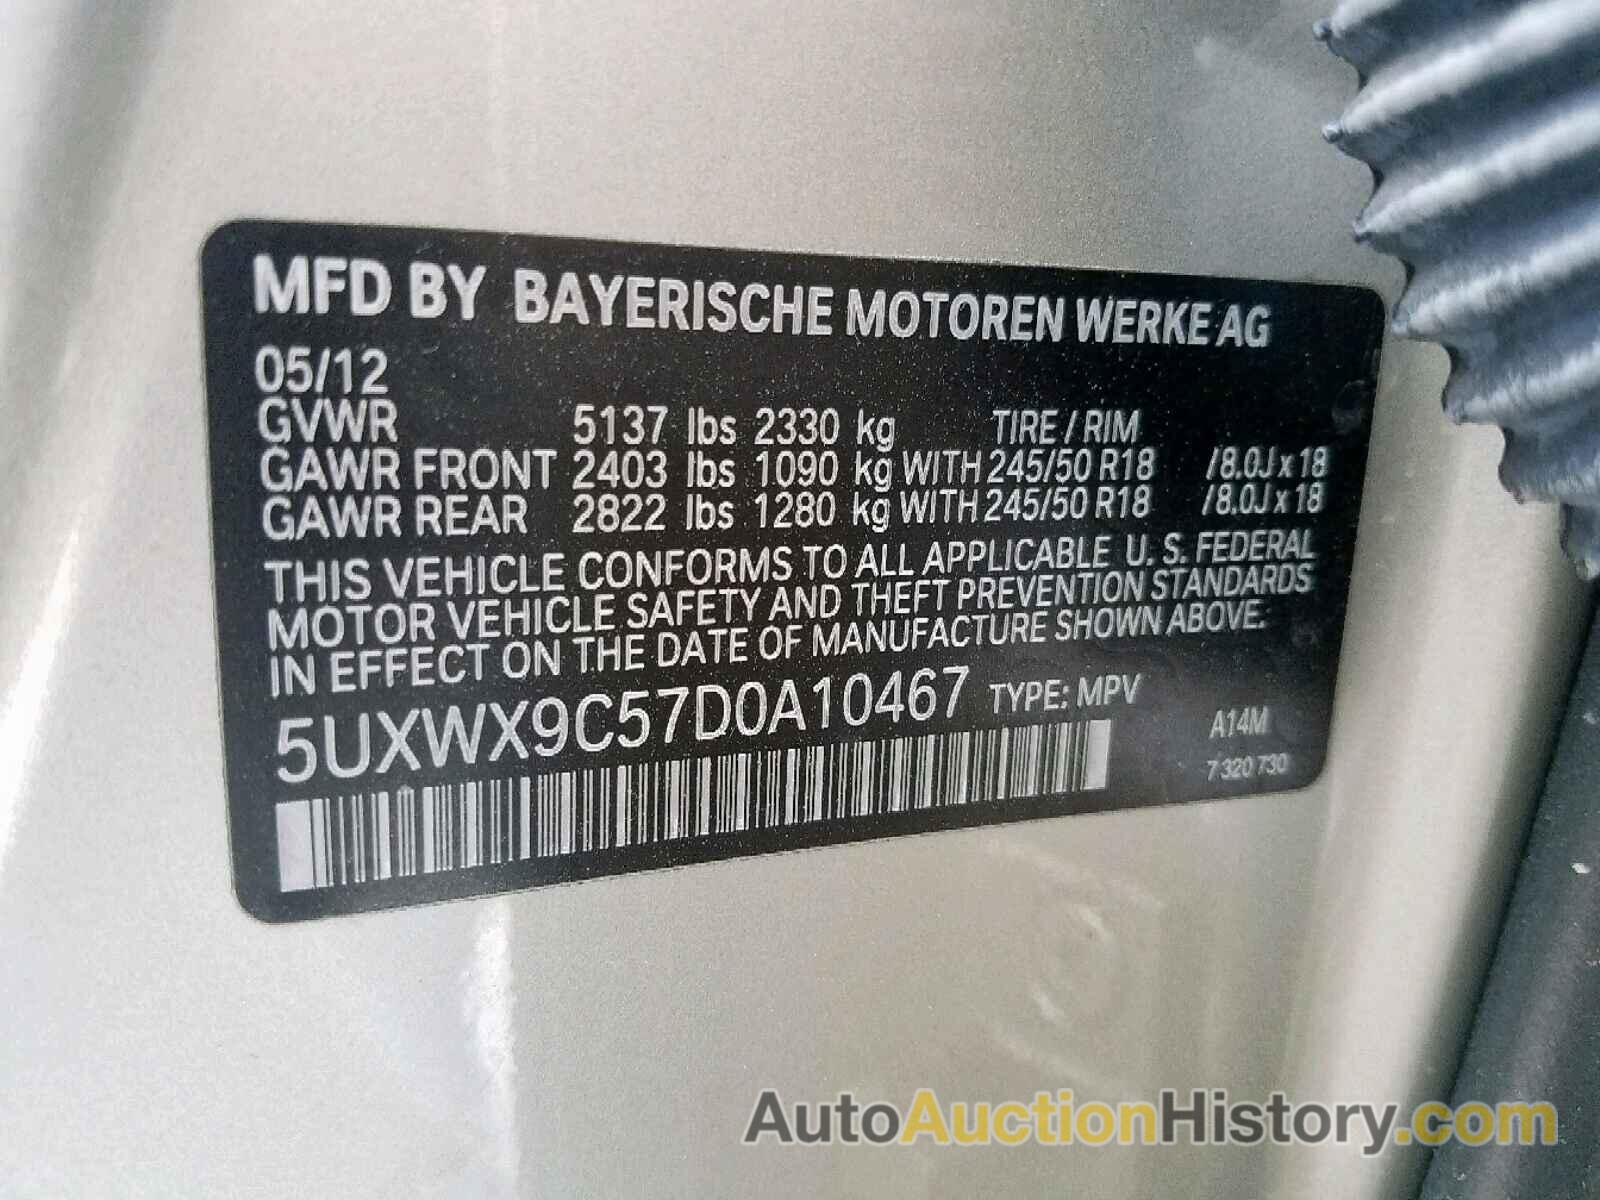 MFD BY BAYERISCHE MOTOREN WERKE AG
05/12
GVWR 5137 lbs 2330 kg TIRE / RIM
GAWR FRONT 2403 lbs 1090 kg WITH 245/50 R18 /8.0J x 18
GAWR REAR 2822 lbs 1280 kg WITH 245/50 R18 /8.0J x 18
THIS VEHICLE CONFORMS TO ALL APPLICABLE U. S. FEDERAL
MOTOR VEHICLE SAFETY AND THEFT PREVENTION STANDARDS
IN EFFECT ON THE DATE OF MANUFACTURE SHOWN ABOVE.
5UXWX9C57D0A10467 TYPE: MPV
A14M
7 320 730
AutoAuctionHistory.com